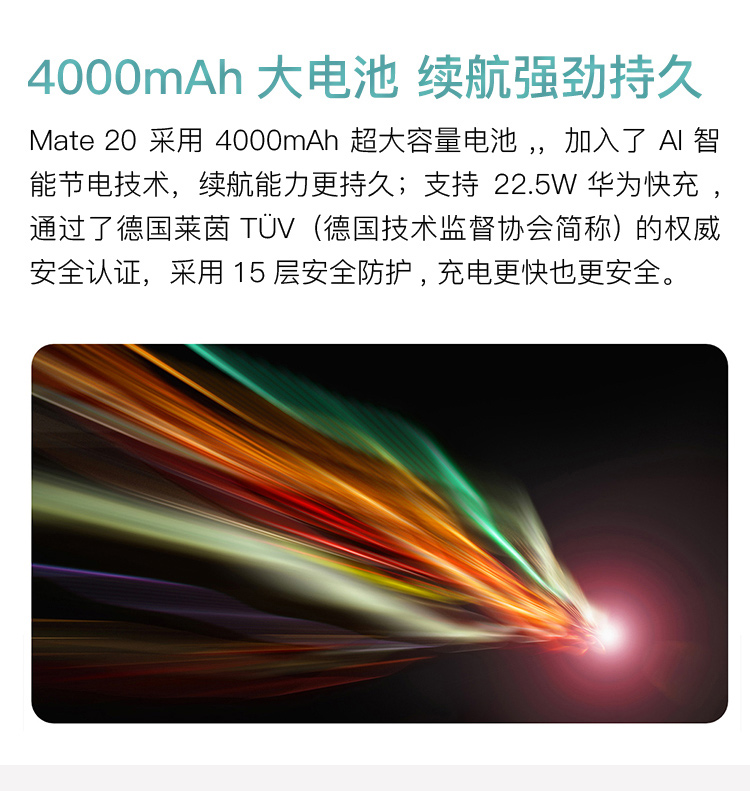 4000mAh 大电池 续航强劲持久
Mate 20 采用 4000mAh 超大容量电池 ,，加入了 AI 智
能节电技术，续航能力更持久；支持 22.5W 华为快充 ,
通过了德国莱茵 TÜV（德国技术监督协会简称) 的权威
安全认证，采用 15 层安全防护 , 充电更快也更安全。